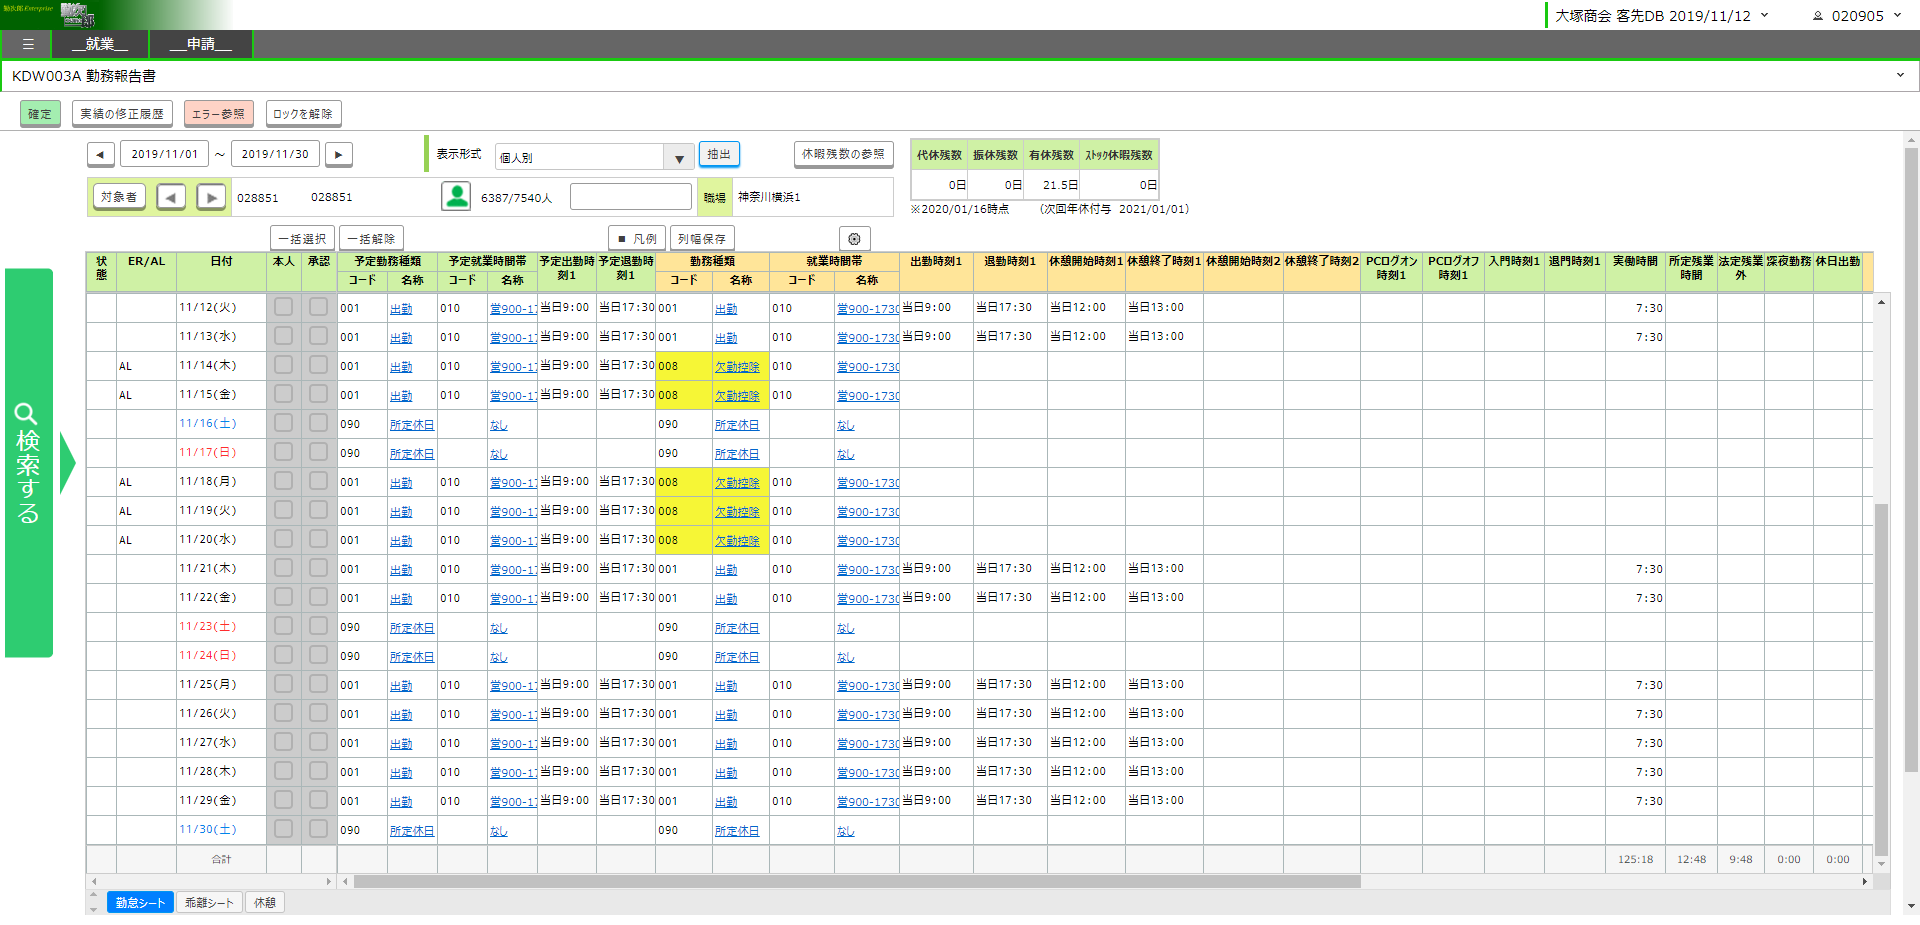 勤次郎 Enterprise
大塚商会 客先DB 2019/11/12 020905
☰ __就業__ __申請__
KDW003A 勤務報告書
確定 実績の修正履歴 エラー参照 ロックを解除
◀ 2019/11/01 ～ 2019/11/30 ▶ 表示形式 個人別 ▼ 抽出 休暇残数の参照
代休残数 振休残数 有休残数 ｽﾄｯｸ休暇残数
0日 0日 21.5日 0日
対象者 ◀ ▶ 028851 028851 6387/7540人 職場 神奈川横浜1
※2020/01/16時点 (次回年休付与 2021/01/01)
一括選択 一括解除 ■ 凡例 列幅保存
状態 ER/AL 日付 本人 承認 予定勤務種類 予定就業時間帯 予定出勤時刻1 予定退勤時刻1 勤務種類 就業時間帯 出勤時刻1 退勤時刻1 休憩開始時刻1 休憩終了時刻1 休憩開始時刻2 休憩終了時刻2 PCログオン時刻1 PCログオフ時刻1 入門時刻1 退門時刻1 実働時間 所定残業時間 法定残業外 深夜勤務 休日出勤
コード 名称 コード 名称 コード 名称 コード 名称
11/12(火) 001 出勤 010 営900-17 当日9:00 当日17:30 001 出勤 010 営900-1730 当日9:00 当日17:30 当日12:00 当日13:00 7:30
11/13(水) 001 出勤 010 営900-17 当日9:00 当日17:30 001 出勤 010 営900-1730 当日9:00 当日17:30 当日12:00 当日13:00 7:30
AL 11/14(木) 001 出勤 010 営900-17 当日9:00 当日17:30 008 欠勤控除 010 営900-1730
AL 11/15(金) 001 出勤 010 営900-17 当日9:00 当日17:30 008 欠勤控除 010 営900-1730
11/16(土) 090 所定休日 なし 090 所定休日 なし
11/17(日) 090 所定休日 なし 090 所定休日 なし
AL 11/18(月) 001 出勤 010 営900-17 当日9:00 当日17:30 008 欠勤控除 010 営900-1730
AL 11/19(火) 001 出勤 010 営900-17 当日9:00 当日17:30 008 欠勤控除 010 営900-1730
AL 11/20(水) 001 出勤 010 営900-17 当日9:00 当日17:30 008 欠勤控除 010 営900-1730
11/21(木) 001 出勤 010 営900-17 当日9:00 当日17:30 001 出勤 010 営900-1730 当日9:00 当日17:30 当日12:00 当日13:00 7:30
11/22(金) 001 出勤 010 営900-17 当日9:00 当日17:30 001 出勤 010 営900-1730 当日9:00 当日17:30 当日12:00 当日13:00 7:30
11/23(土) 090 所定休日 なし 090 所定休日 なし
11/24(日) 090 所定休日 なし 090 所定休日 なし
11/25(月) 001 出勤 010 営900-17 当日9:00 当日17:30 001 出勤 010 営900-1730 当日9:00 当日17:30 当日12:00 当日13:00 7:30
11/26(火) 001 出勤 010 営900-17 当日9:00 当日17:30 001 出勤 010 営900-1730 当日9:00 当日17:30 当日12:00 当日13:00 7:30
11/27(水) 001 出勤 010 営900-17 当日9:00 当日17:30 001 出勤 010 営900-1730 当日9:00 当日17:30 当日12:00 当日13:00 7:30
11/28(木) 001 出勤 010 営900-17 当日9:00 当日17:30 001 出勤 010 営900-1730 当日9:00 当日17:30 当日12:00 当日13:00 7:30
11/29(金) 001 出勤 010 営900-17 当日9:00 当日17:30 001 出勤 010 営900-1730 当日9:00 当日17:30 当日12:00 当日13:00 7:30
11/30(土) 090 所定休日 なし 090 所定休日 なし
合計 125:18 12:48 9:48 0:00 0:00
勤怠シート 乖離シート 休憩
検索する